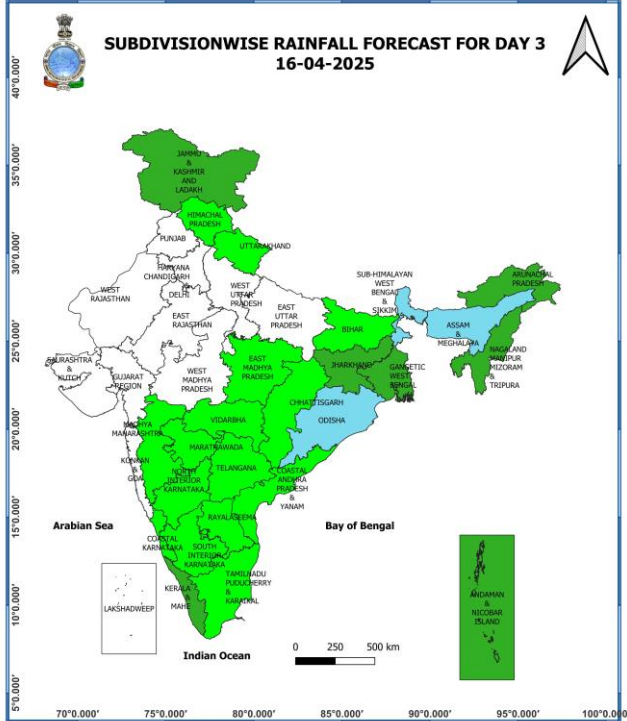 SUBDIVISIONWISE RAINFALL FORECAST FOR DAY 3
16-04-2025
40°0.000'
35°0.000'
30°0.000'
25°0.000'
20°0.000'
15°0.000'
10°0.000'
5°0.000'
JAMMU
&
KASHMIR
AND
LADAKH
HIMACHAL
PRADESH
PUNJAB
UTTARAKHAND
HARYANA
CHANDIGARH
DELHI
WEST
RAJASTHAN
EAST
RAJASTHAN
WEST
UTTAR
PRADESH
EAST
UTTAR
PRADESH
SUB-HIMALAYAN
WEST
BENGAL
&
SIKKIM
ARUNACHAL
PRADESH
ASSAM
&
MEGHALAYA
NAGALAND
MANIPUR
MIZORAM
&
TRIPURA
BIHAR
JHARKHAND
GANGETIC
WEST
BENGAL
SAURASHTRA
&
KUTCH
GUJARAT
REGION
WEST
MADHYA
PRADESH
EAST
MADHYA
PRADESH
CHHATTISGARH
ODISHA
MADHYA
MAHARASHTRA
VIDARBHA
MARATHAWADA
KONKAN
&
GOA
NORTH
INTERIOR
KARNATAKA
TELANGANA
COASTAL
ANDHRA
PRADESH
&
YANAM
RAYALASEEMA
COASTAL
KARNATAKA
SOUTH
INTERIOR
KARNATAKA
TAMILNADU
PUDUCHERRY
&
KARAIKAL
KERALA
&
MAHE
LAKSHADWEEP
ANDAMAN
&
NICOBAR
ISLAND
Arabian Sea
Bay of Bengal
Indian Ocean
0 250 500 km
70°0.000' 75°0.000' 80°0.000' 85°0.000' 90°0.000' 95°0.000' 100°0.000